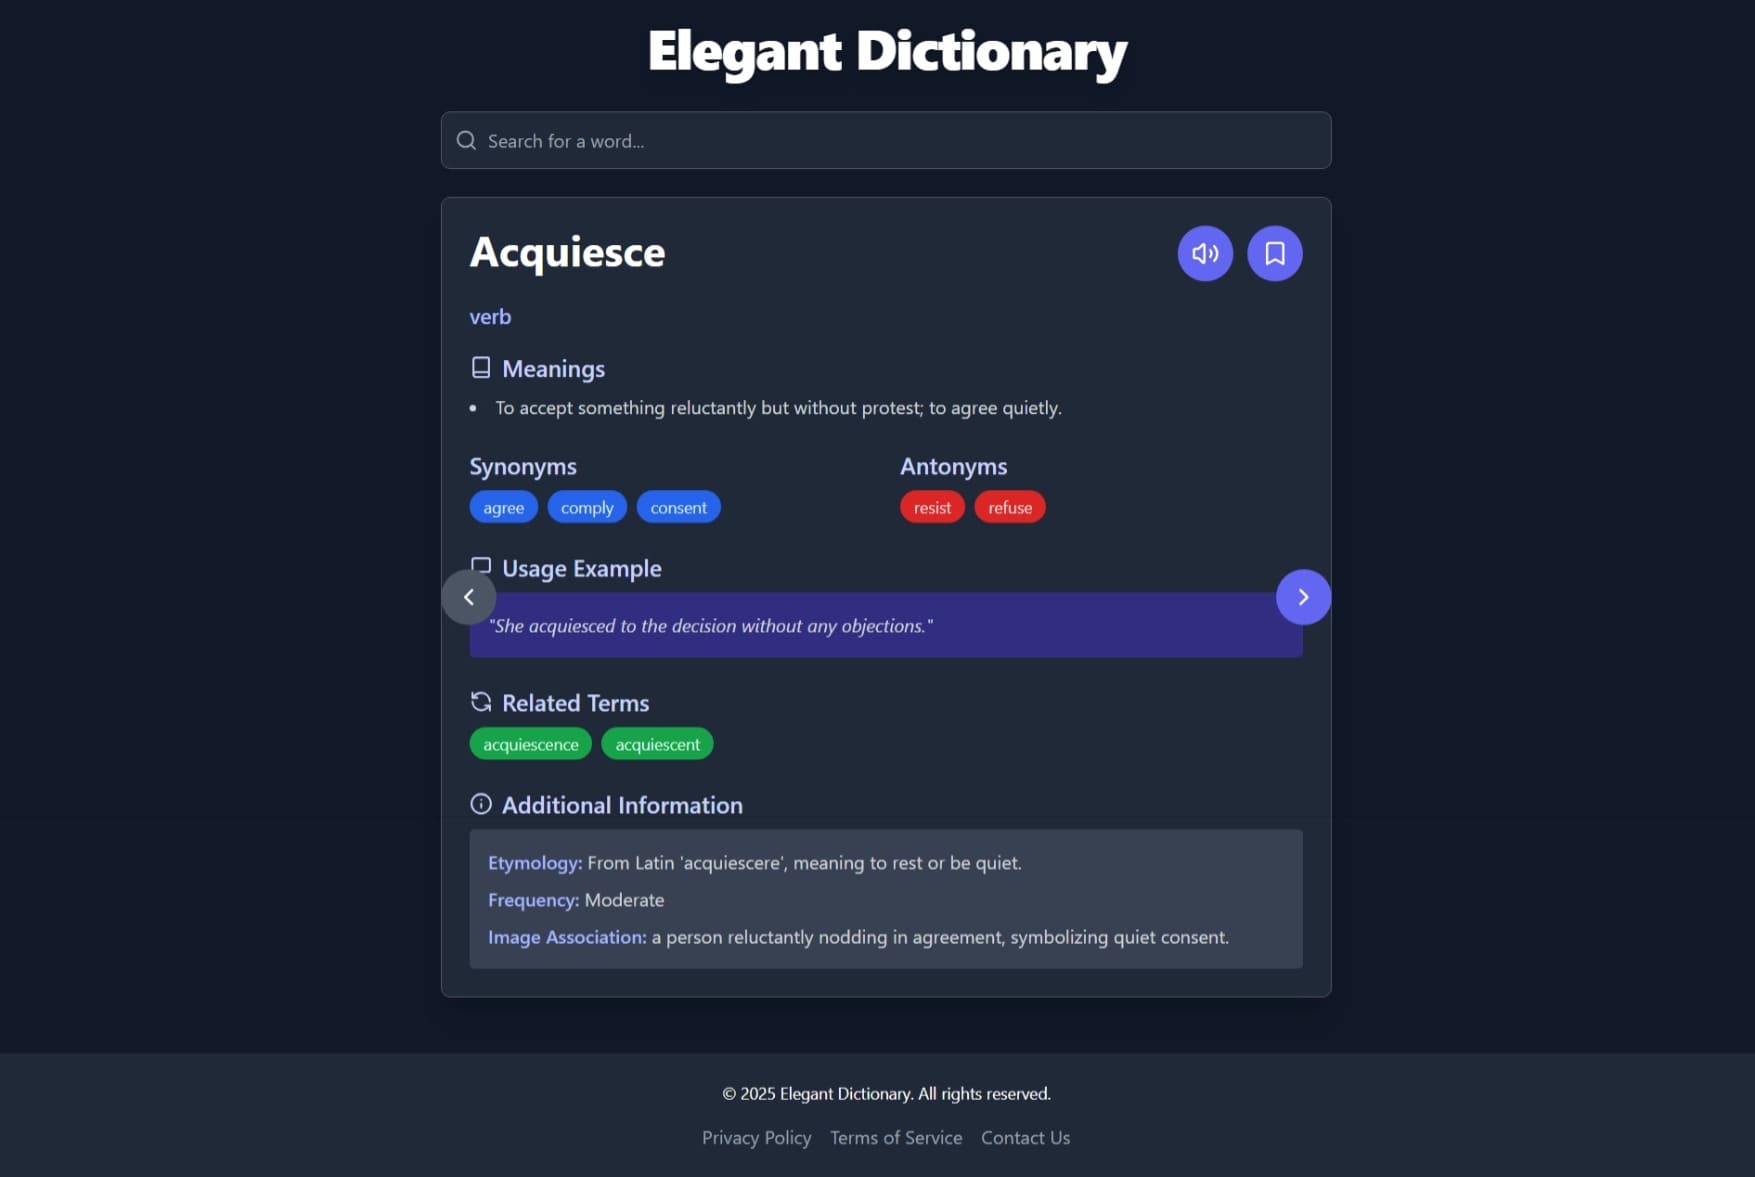 Elegant Dictionary
Search for a word...
Acquiesce
verb
Meanings
• To accept something reluctantly but without protest; to agree quietly.
Synonyms
agree comply consent
Antonyms
resist refuse
Usage Example
"She acquiesced to the decision without any objections."
Related Terms
acquiescence acquiescent
Additional Information
Etymology: From Latin 'acquiescere', meaning to rest or be quiet.
Frequency: Moderate
Image Association: a person reluctantly nodding in agreement, symbolizing quiet consent.
© 2025 Elegant Dictionary. All rights reserved.
Privacy Policy Terms of Service Contact Us